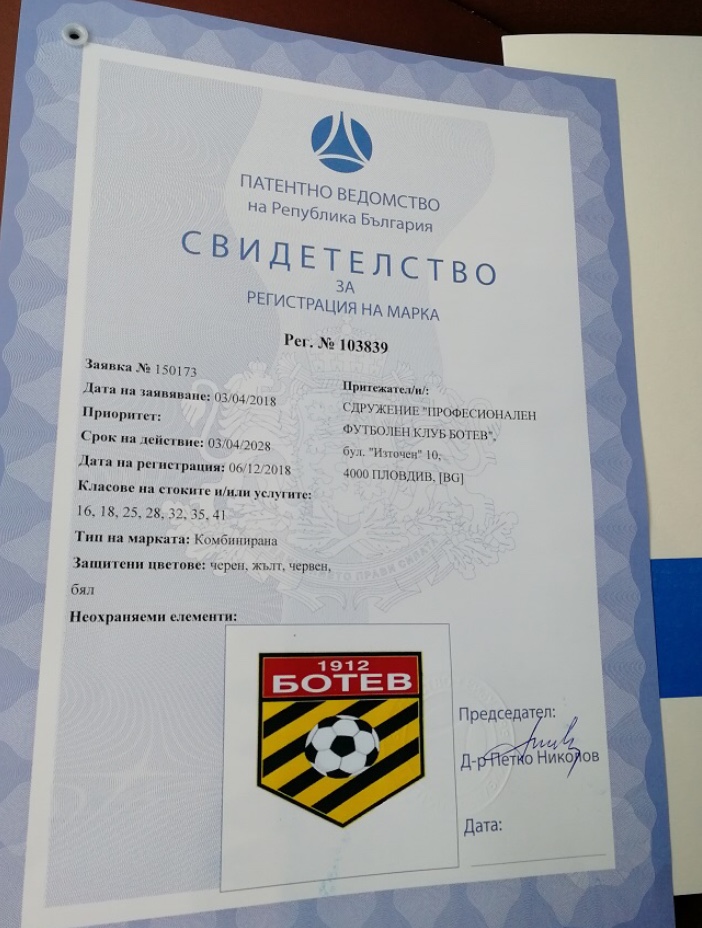 ПАТЕНТНО ВЕДОМСТВО
на Република България
СВИДЕТЕЛСТВО
ЗА
РЕГИСТРАЦИЯ НА МАРКА
Рег. № 103839
Заявка № 150173
Дата на заявяване: 03/04/2018
Приоритет:
Срок на действие: 03/04/2028
Дата на регистрация: 06/12/2018
Класове на стоките и/или услугите:
16, 18, 25, 28, 32, 35, 41
Тип на марката: Комбинирана
Защитени цветове: черен, жълт, червен,
бял
Неохраняеми елементи:
Притежател/и/:
СДРУЖЕНИЕ "ПРОФЕСИОНАЛЕН
ФУТБОЛЕН КЛУБ БОТЕВ",
бул. "Източен" 10,
4000 ПЛОВДИВ, [BG]
1912
БОТЕВ
Председател:
Д-р Петко Николов
Дата: